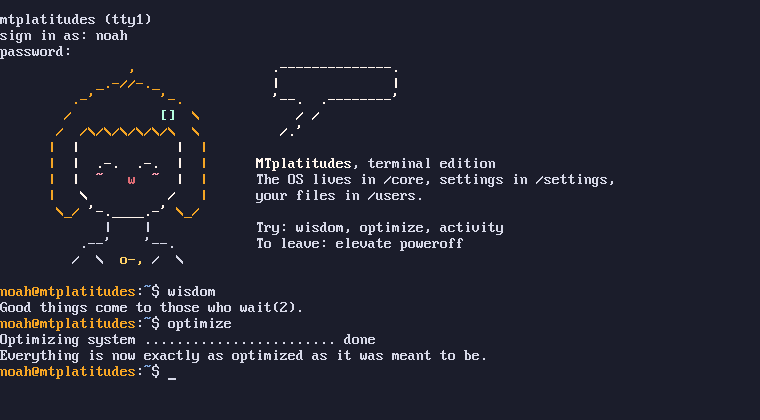 mtplatitudes (tty1)
sign in as: noah
password:
MTplatitudes, terminal edition
The OS lives in /core, settings in /settings,
your files in /users.
Try: wisdom, optimize, activity
To leave: elevate poweroff
noah@mtplatitudes:~$ wisdom
Good things come to those who wait(2).
noah@mtplatitudes:~$ optimize
Optimizing system ........................ done
Everything is now exactly as optimized as it was meant to be.
noah@mtplatitudes:~$ _